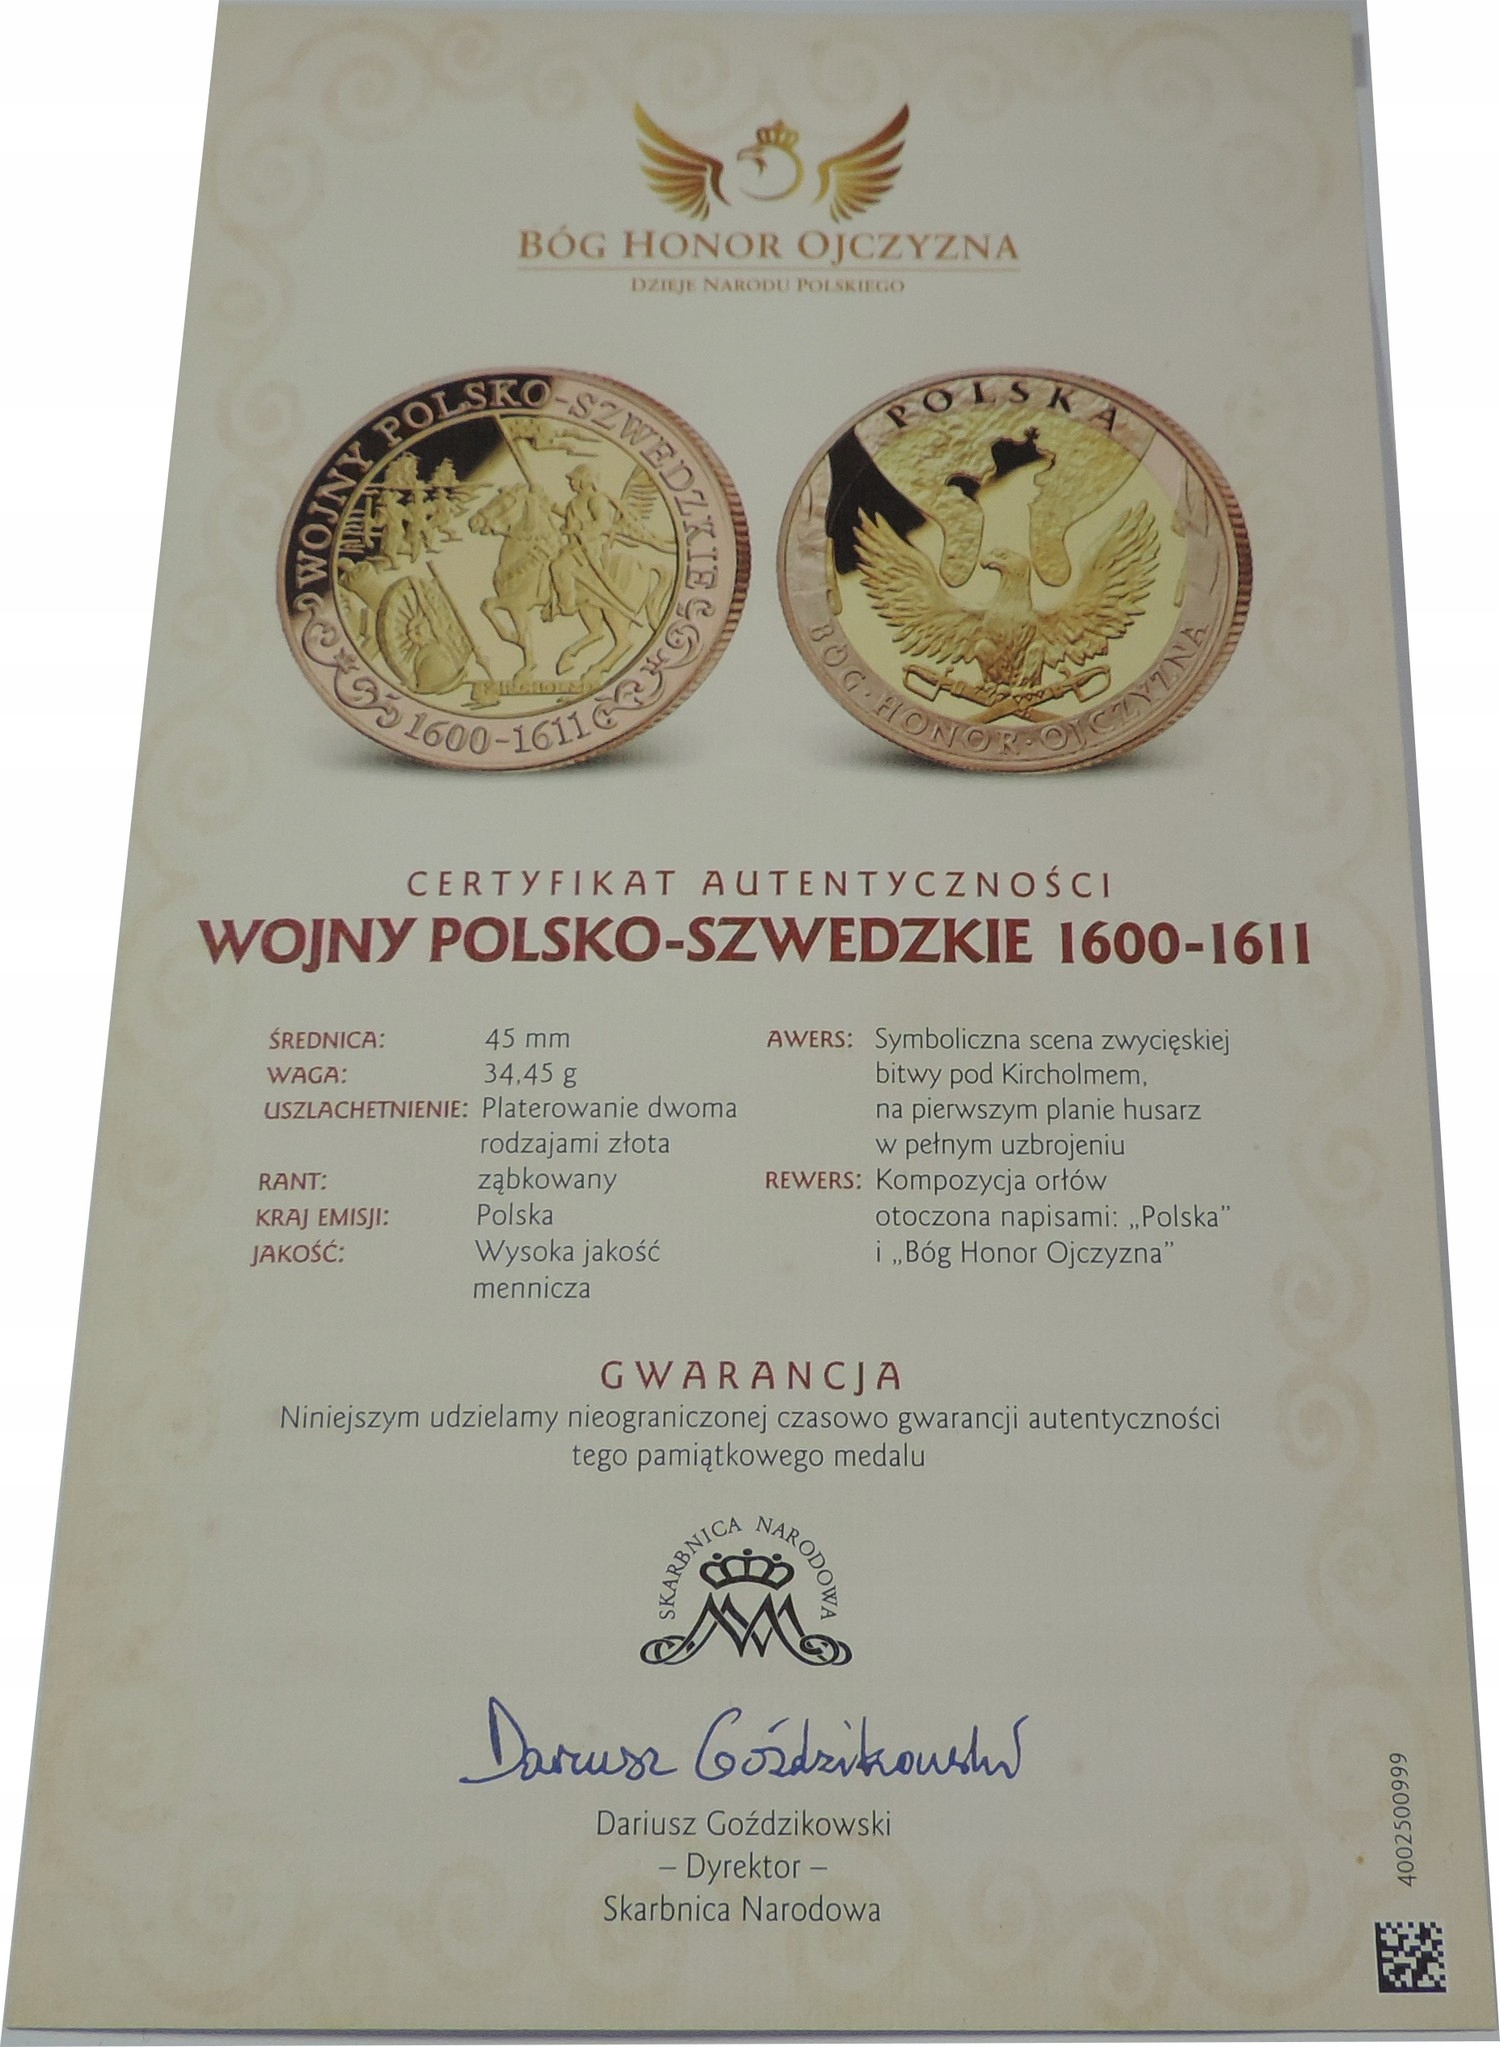 BÓG HONOR OJCZYZNA
DZIEJE NARODU POLSKIEGO
WOJNY POLSKO-SZWEDZKIE
KIRCHOLM
1600-1611
POLSKA
BÓG · HONOR · OJCZYZNA
CERTYFIKAT AUTENTYCZNOŚCI
WOJNY POLSKO-SZWEDZKIE 1600-1611
ŚREDNICA: 45 mm
WAGA: 34,45 g
USZLACHETNIENIE: Platerowanie dwoma
rodzajami złota
RANT: ząbkowany
KRAJ EMISJI: Polska
JAKOŚĆ: Wysoka jakość
mennicza
AWERS: Symboliczna scena zwycięskiej
bitwy pod Kircholmem,
na pierwszym planie husarz
w pełnym uzbrojeniu
REWERS: Kompozycja orłów
otoczona napisami: „Polska”
i „Bóg Honor Ojczyzna”
GWARANCJA
Niniejszym udzielamy nieograniczonej czasowo gwarancji autentyczności
tego pamiątkowego medalu
SKARBNICA NARODOWA
Dariusz Goździkowski
Dariusz Goździkowski
– Dyrektor –
Skarbnica Narodowa
4002500999